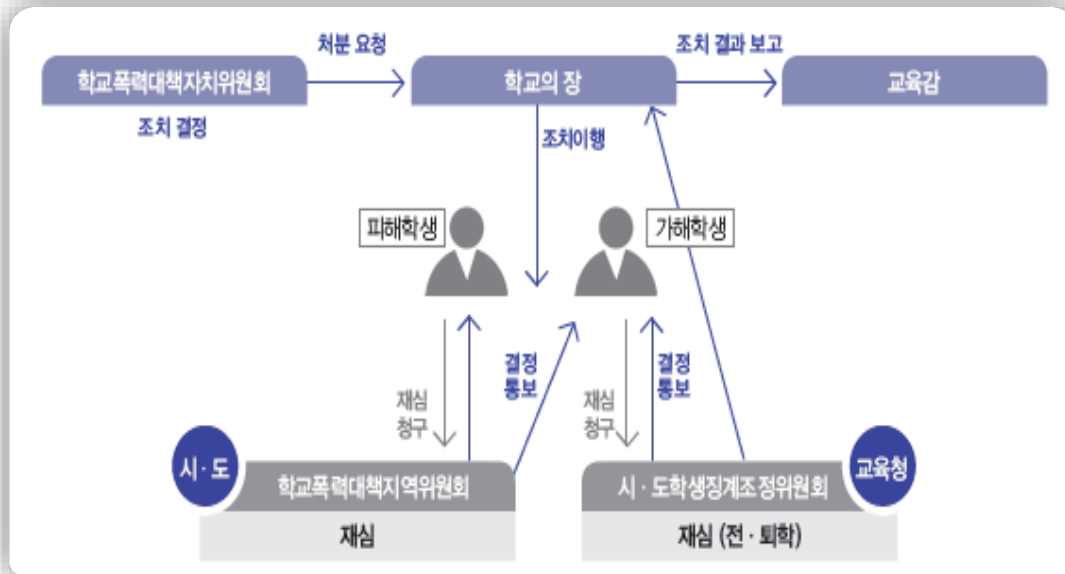 처분 요청
조치 결과 보고
학교폭력대책자치위원회
학교의 장
교육감
조치 결정
조치이행
피해학생
가해학생
결정
통보
결정
통보
재심
청구
재심
청구
시·도
교육청
학교폭력대책지역위원회
시·도학생징계조정위원회
재심
재심 (전·퇴학)